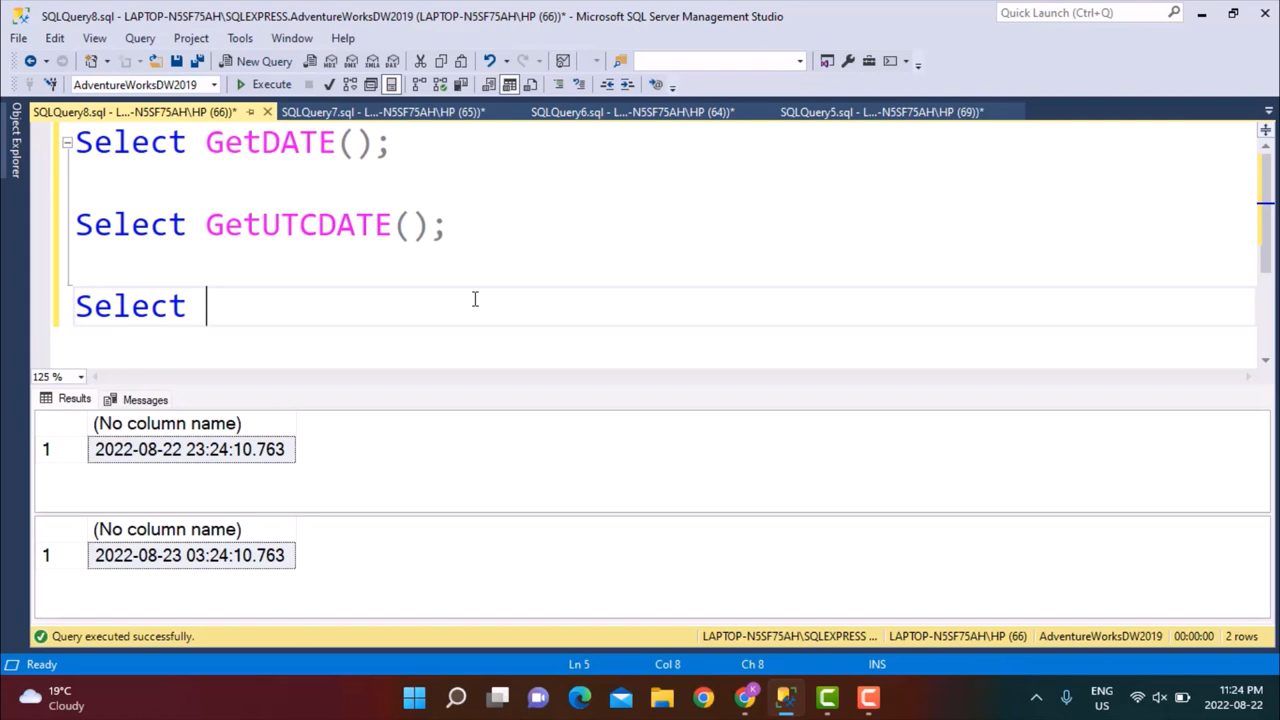 SQLQuery8.sql - LAPTOP-N5SF75AH\SQLEXPRESS.AdventureWorksDW2019 (LAPTOP-N5SF75AH\HP (66))* - Microsoft SQL Server Management Studio
Quick Launch (Ctrl+Q)
File Edit View Query Project Tools Window Help
New Query
MDX DMX XMLA DAX
AdventureWorksDW2019 Execute
SQLQuery8.sql - L...-N5SF75AH\HP (66))* SQLQuery7.sql - L...-N5SF75AH\HP (65))* SQLQuery6.sql - L...-N5SF75AH\HP (64))* SQLQuery5.sql - L...-N5SF75AH\HP (69))*
Object Explorer
Select GetDATE();
Select GetUTCDATE();
Select
125 %
Results Messages
(No column name)
1 2022-08-22 23:24:10.763
(No column name)
1 2022-08-23 03:24:10.763
Query executed successfully. LAPTOP-N5SF75AH\SQLEXPRESS ... LAPTOP-N5SF75AH\HP (66) AdventureWorksDW2019 00:00:00 2 rows
Ready Ln 5 Col 8 Ch 8 INS
19°C
Cloudy
K
ENG
US
11:24 PM
2022-08-22